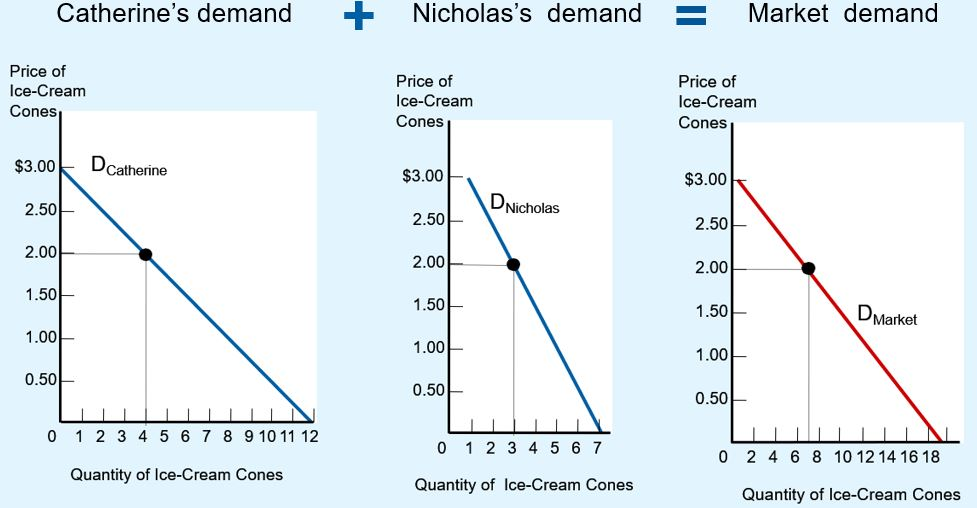 Catherine's demand + Nicholas's demand = Market demand
Price of
Ice-Cream
Cones
$3.00
2.50
2.00
1.50
1.00
0.50
D Catherine
0 1 2 3 4 5 6 7 8 9 10 11 12
Quantity of Ice-Cream Cones
Price of
Ice-Cream
Cones
$3.00
2.50
2.00
1.50
1.00
0.50
D Nicholas
0 1 2 3 4 5 6 7
Quantity of Ice-Cream Cones
Price of
Ice-Cream
Cones
$3.00
2.50
2.00
1.50
1.00
0.50
D Market
0 2 4 6 8 10 12 14 16 18
Quantity of Ice-Cream Cones